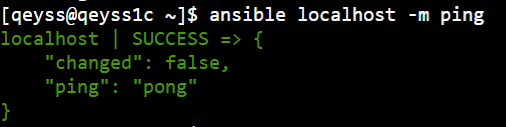 [qeyss@qeyss1c ~]$ ansible localhost -m ping
localhost | SUCCESS => {
    "changed": false,
    "ping": "pong"
}